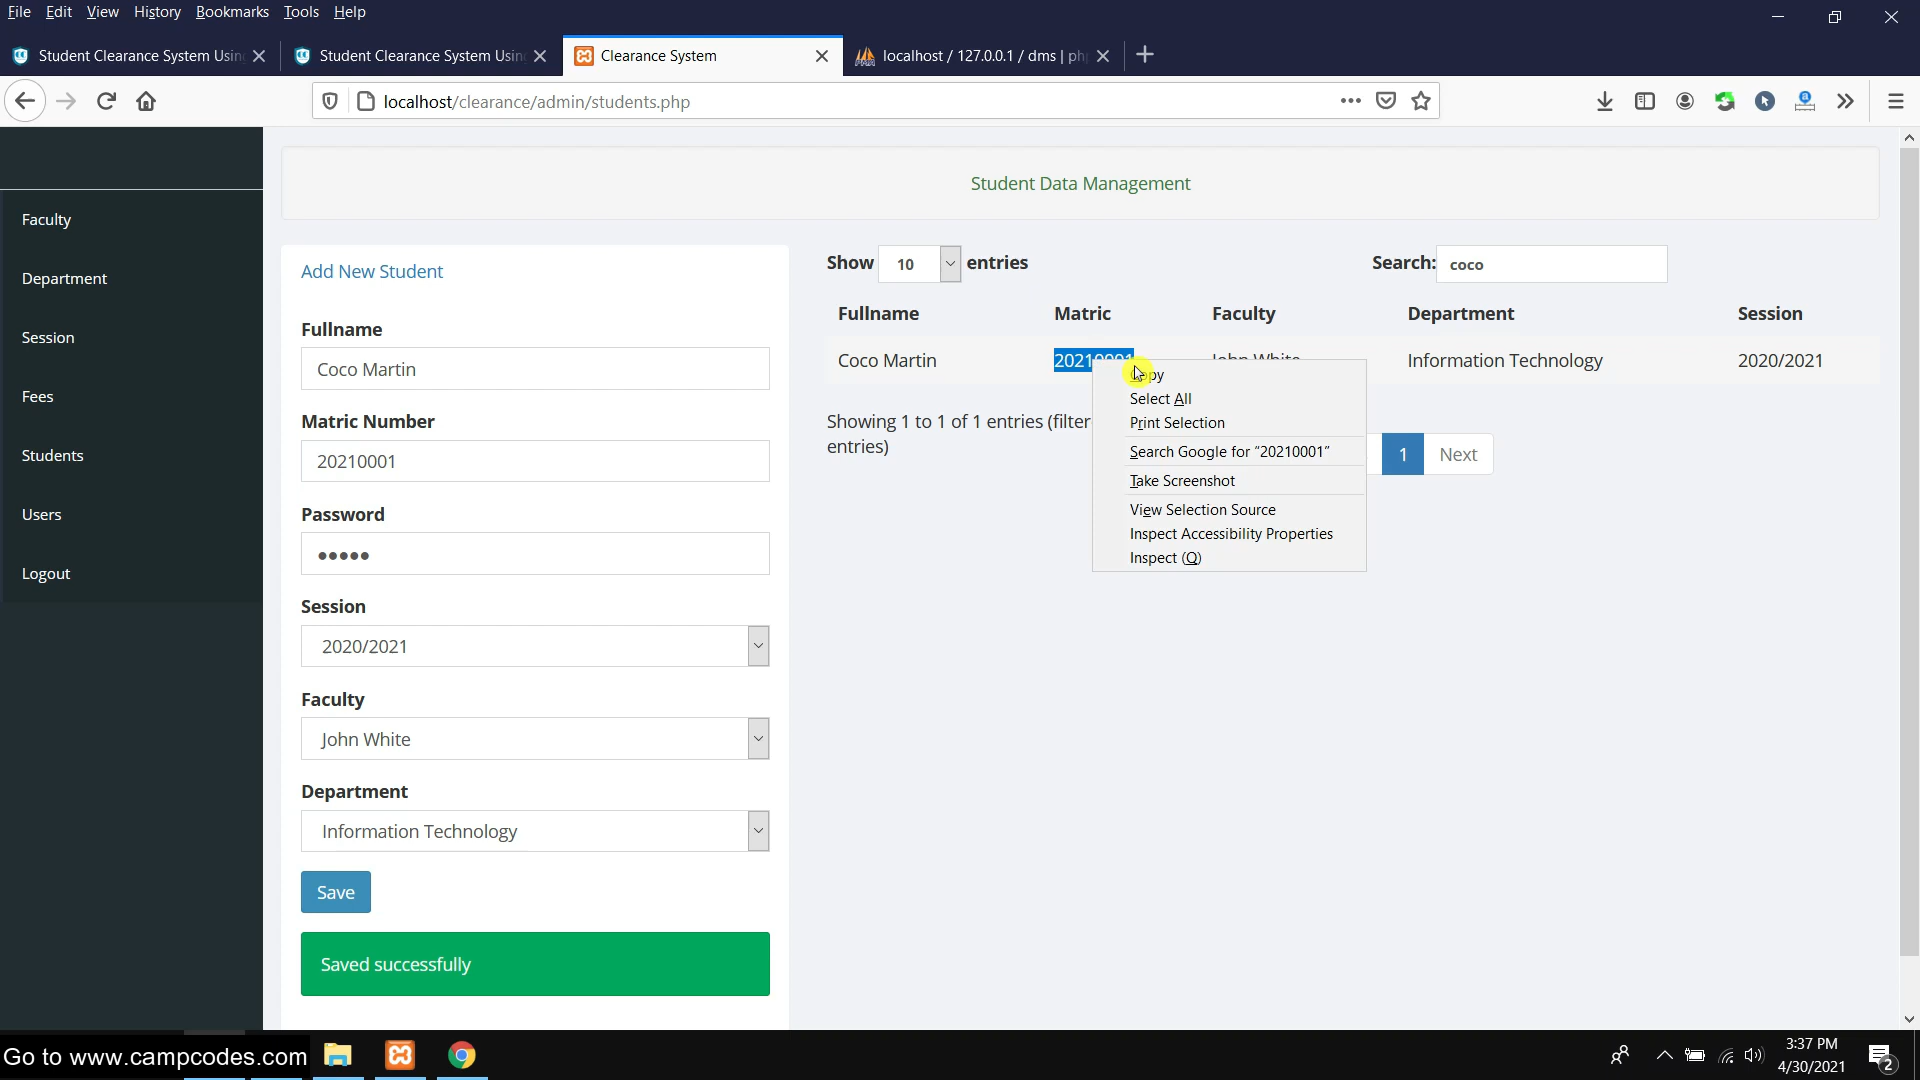 File Edit View History Bookmarks Tools Help
Student Clearance System Usin
Student Clearance System Usin
Clearance System
localhost / 127.0.0.1 / dms | ph
localhost/clearance/admin/students.php
Student Data Management
Faculty
Department
Session
Fees
Students
Users
Logout
Add New Student
Fullname
Coco Martin
Matric Number
20210001
Password
Session
2020/2021
Faculty
John White
Department
Information Technology
Save
Saved successfully
Show 10 entries
Search: coco
Fullname Matric Faculty Department Session
Coco Martin 20210001 John White Information Technology 2020/2021
Showing 1 to 1 of 1 entries (filter
entries)
1 Next
Copy
Select All
Print Selection
Search Google for "20210001"
Take Screenshot
View Selection Source
Inspect Accessibility Properties
Inspect (Q)
Go to www.campcodes.com
3:37 PM
4/30/2021
2